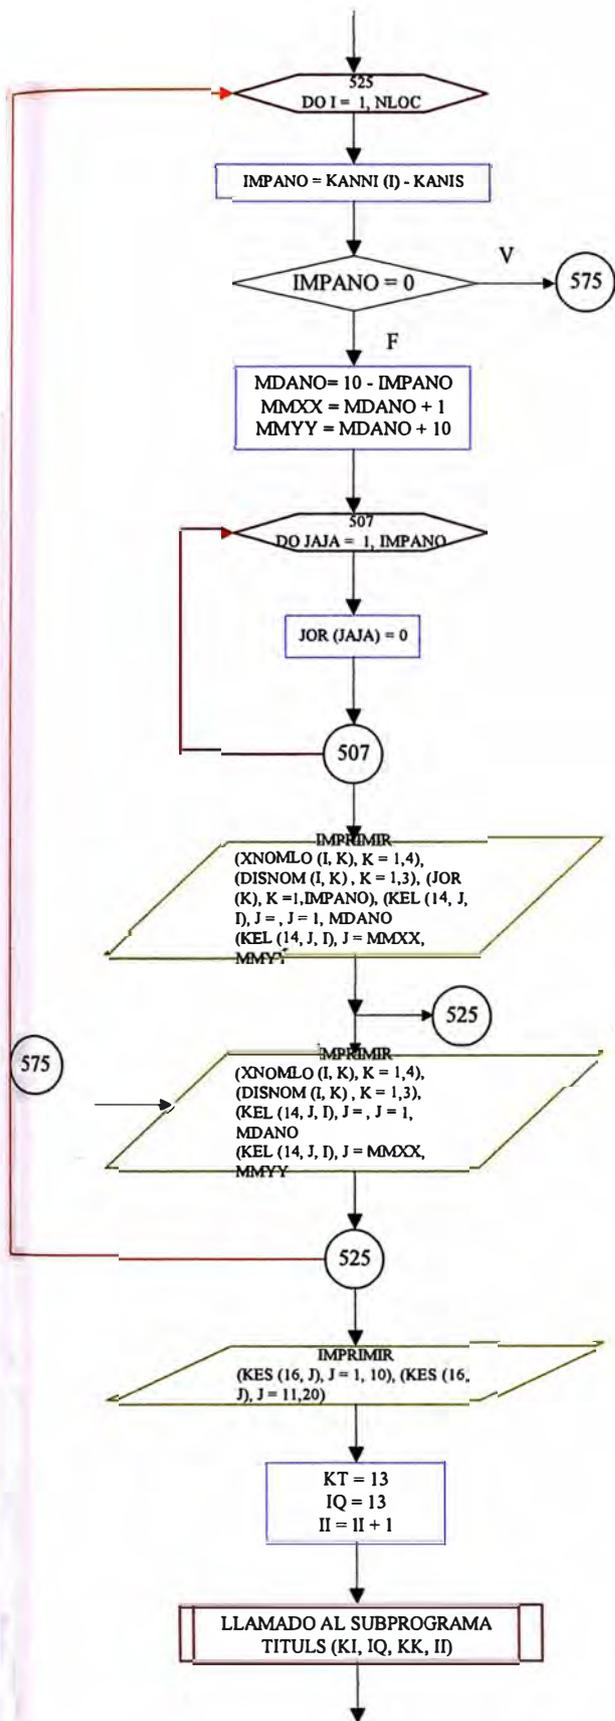 525
DO I = 1, NLOC
IMPANO = KANNI (I) - KANIS
IMPANO = 0
V
575
F
MDANO= 10 - IMPANO
MMXX = MDANO + 1
MMYY = MDANO + 10
507
DO JAJA = 1, IMPANO
JOR (JAJA) = 0
507
IMPRIMIR
(XNOMLO (I, K), K = 1,4),
(DISNOM (I, K) , K = 1,3), (JOR
(K), K =1,IMPANO), (KEL (14, J,
I), J = , J = 1, MDANO
(KEL (14, J, I), J = MMXX,
MMYY
525
575
IMPRIMIR
(XNOMLO (I, K), K = 1,4),
(DISNOM (I, K) , K = 1,3),
(KEL (14, J, I), J = , J = 1,
MDANO
(KEL (14, J, I), J = MMXX,
MMYY
525
IMPRIMIR
(KES (16, J), J = 1, 10), (KES (16,
J), J = 11,20)
KT = 13
IQ = 13
II = II + 1
LLAMADO AL SUBPROGRAMA
TITULS (KI, IQ, KK, II)